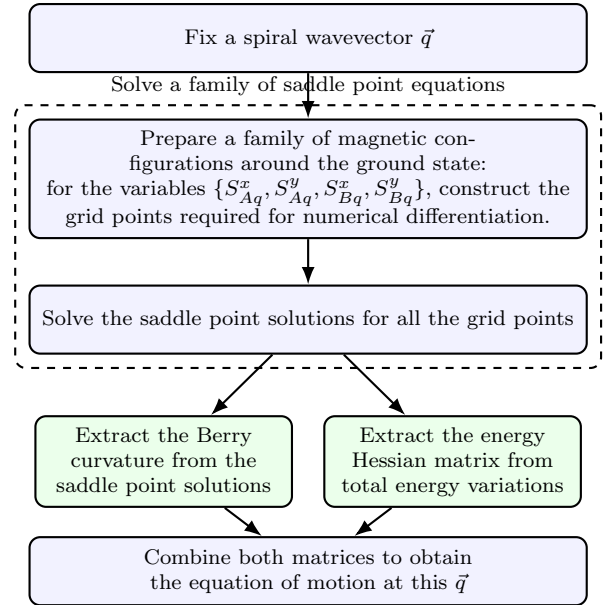 Fix a spiral wavevector $\vec{q}$
Solve a family of saddle point equations
Prepare a family of magnetic con-
figurations around the ground state:
for the variables $\{S^x_{Aq}, S^y_{Aq}, S^x_{Bq}, S^y_{Bq}\}$, construct the
grid points required for numerical differentiation.
Solve the saddle point solutions for all the grid points
Extract the Berry
curvature from the
saddle point solutions
Extract the energy
Hessian matrix from
total energy variations
Combine both matrices to obtain
the equation of motion at this $\vec{q}$